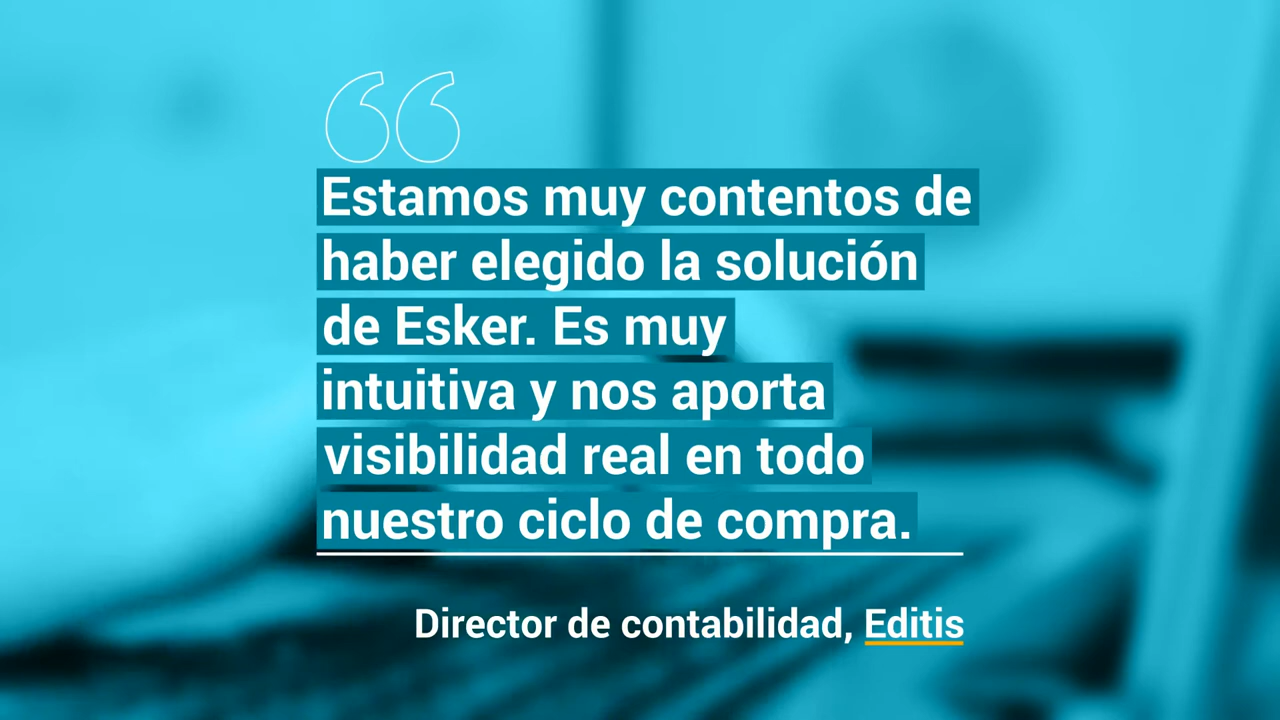 “
Estamos muy contentos de
haber elegido la solución
de Esker. Es muy
intuitiva y nos aporta
visibilidad real en todo
nuestro ciclo de compra.
Director de contabilidad, Editis